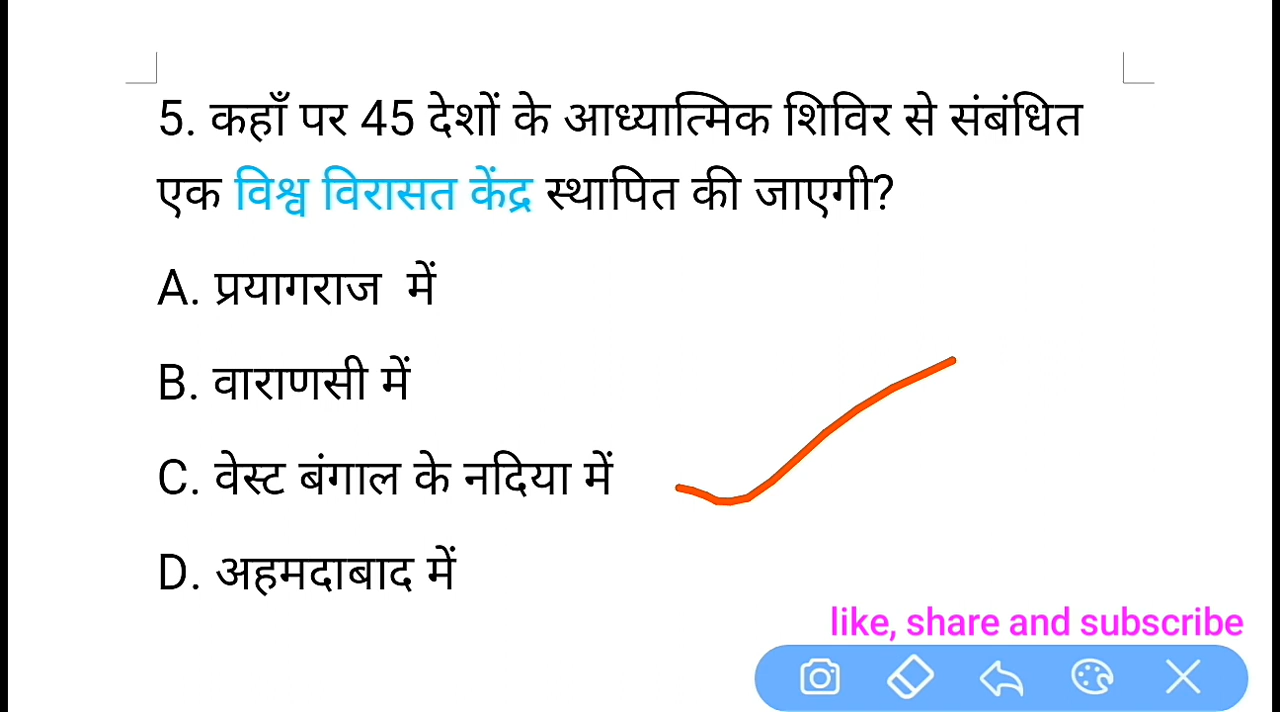 5. कहाँ पर 45 देशों के आध्यात्मिक शिविर से संबंधित
एक विश्व विरासत केंद्र स्थापित की जाएगी?
A. प्रयागराज में
B. वाराणसी में
C. वेस्ट बंगाल के नदिया में
D. अहमदाबाद में
like, share and subscribe